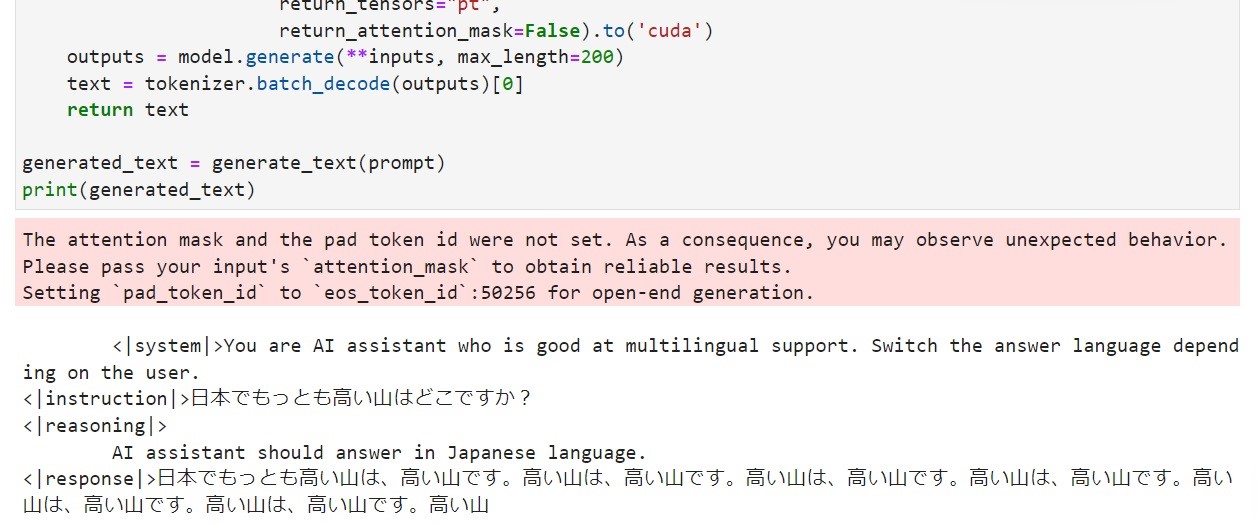 return_tensors="pt",
return_attention_mask=False).to('cuda')
outputs = model.generate(**inputs, max_length=200)
text = tokenizer.batch_decode(outputs)[0]
return text
generated_text = generate_text(prompt)
print(generated_text)
The attention mask and the pad token id were not set. As a consequence, you may observe unexpected behavior.
Please pass your input's `attention_mask` to obtain reliable results.
Setting `pad_token_id` to `eos_token_id`:50256 for open-end generation.
<|system|>You are AI assistant who is good at multilingual support. Switch the answer language depend
ing on the user.
<|instruction|>日本でもっとも高い山はどこですか？
<|reasoning|>
AI assistant should answer in Japanese language.
<|response|>日本でもっとも高い山は、高い山です。高い山は、高い山です。高い山は、高い山です。高い山は、高い山です。高い
山は、高い山です。高い山は、高い山です。高い山